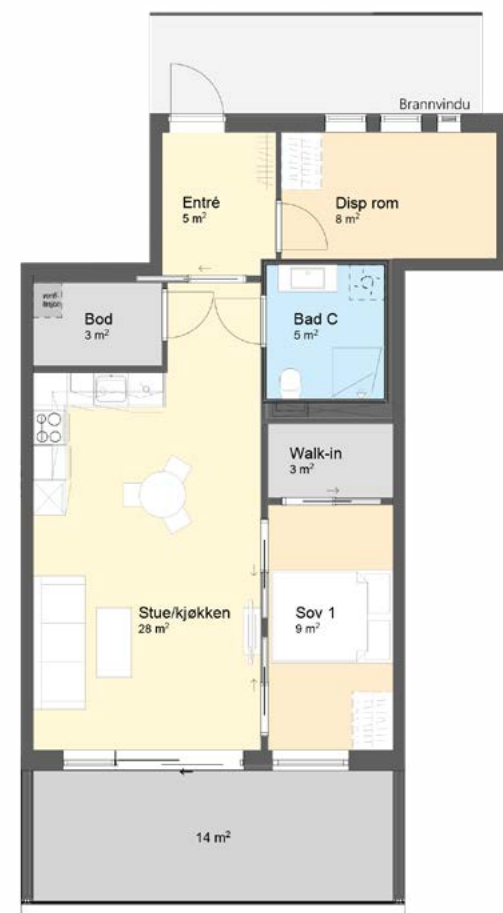 Brannvindu
Entré
5 m²
Disp rom
8 m²
Bod
3 m²
Bad C
5 m²
Walk-in
3 m²
Stue/kjøkken
28 m²
Sov 1
9 m²
14 m²